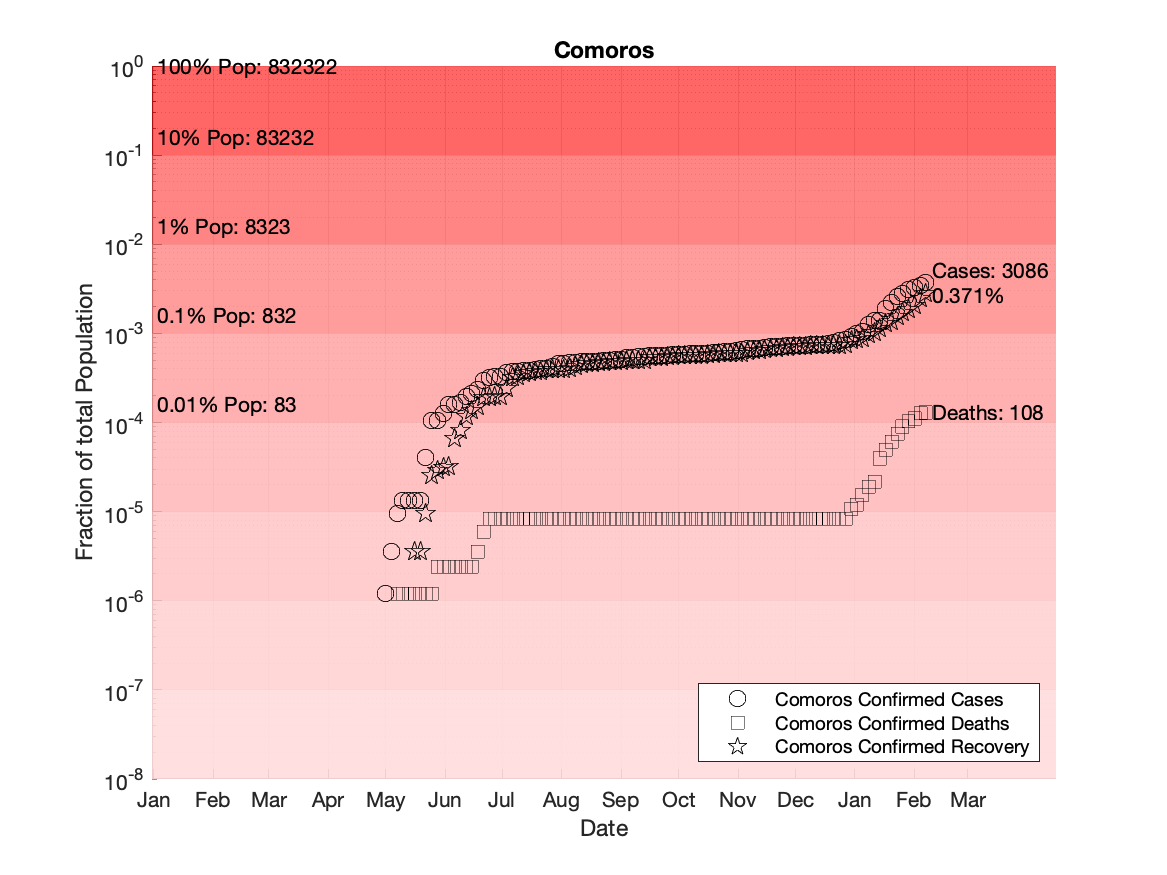 Comoros
10^0
100% Pop: 832322
10% Pop: 83232
10^-1
1% Pop: 8323
10^-2
Cases: 3086
0.371%
0.1% Pop: 832
10^-3
0.01% Pop: 83
Deaths: 108
10^-4
10^-5
10^-6
10^-7
10^-8
Fraction of total Population
Comoros Confirmed Cases
Comoros Confirmed Deaths
Comoros Confirmed Recovery
Jan Feb Mar Apr May Jun Jul Aug Sep Oct Nov Dec Jan Feb Mar
Date